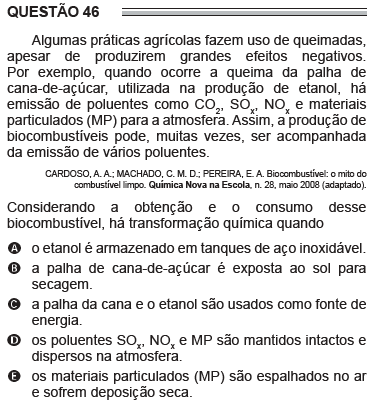 QUESTÃO 46
Algumas práticas agrícolas fazem uso de queimadas,
apesar de produzirem grandes efeitos negativos.
Por exemplo, quando ocorre a queima da palha de
cana-de-açúcar, utilizada na produção de etanol, há
emissão de poluentes como CO2, SOx, NOx e materiais
particulados (MP) para a atmosfera. Assim, a produção de
biocombustíveis pode, muitas vezes, ser acompanhada
da emissão de vários poluentes.
CARDOSO, A. A.; MACHADO, C. M. D.; PEREIRA, E. A. Biocombustível: o mito do
combustível limpo. Química Nova na Escola, n. 28, maio 2008 (adaptado).
Considerando a obtenção e o consumo desse
biocombustível, há transformação química quando
A o etanol é armazenado em tanques de aço inoxidável.
B a palha de cana-de-açúcar é exposta ao sol para
secagem.
C a palha da cana e o etanol são usados como fonte de
energia.
D os poluentes SOx, NOx e MP são mantidos intactos e
dispersos na atmosfera.
E os materiais particulados (MP) são espalhados no ar
e sofrem deposição seca.